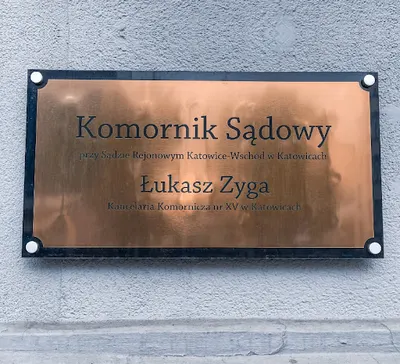 Komornik Sądowy
przy Sądzie Rejonowym Katowice-Wschód w Katowicach
Łukasz Zyga
Kancelaria Komornicza nr XV w Katowicach